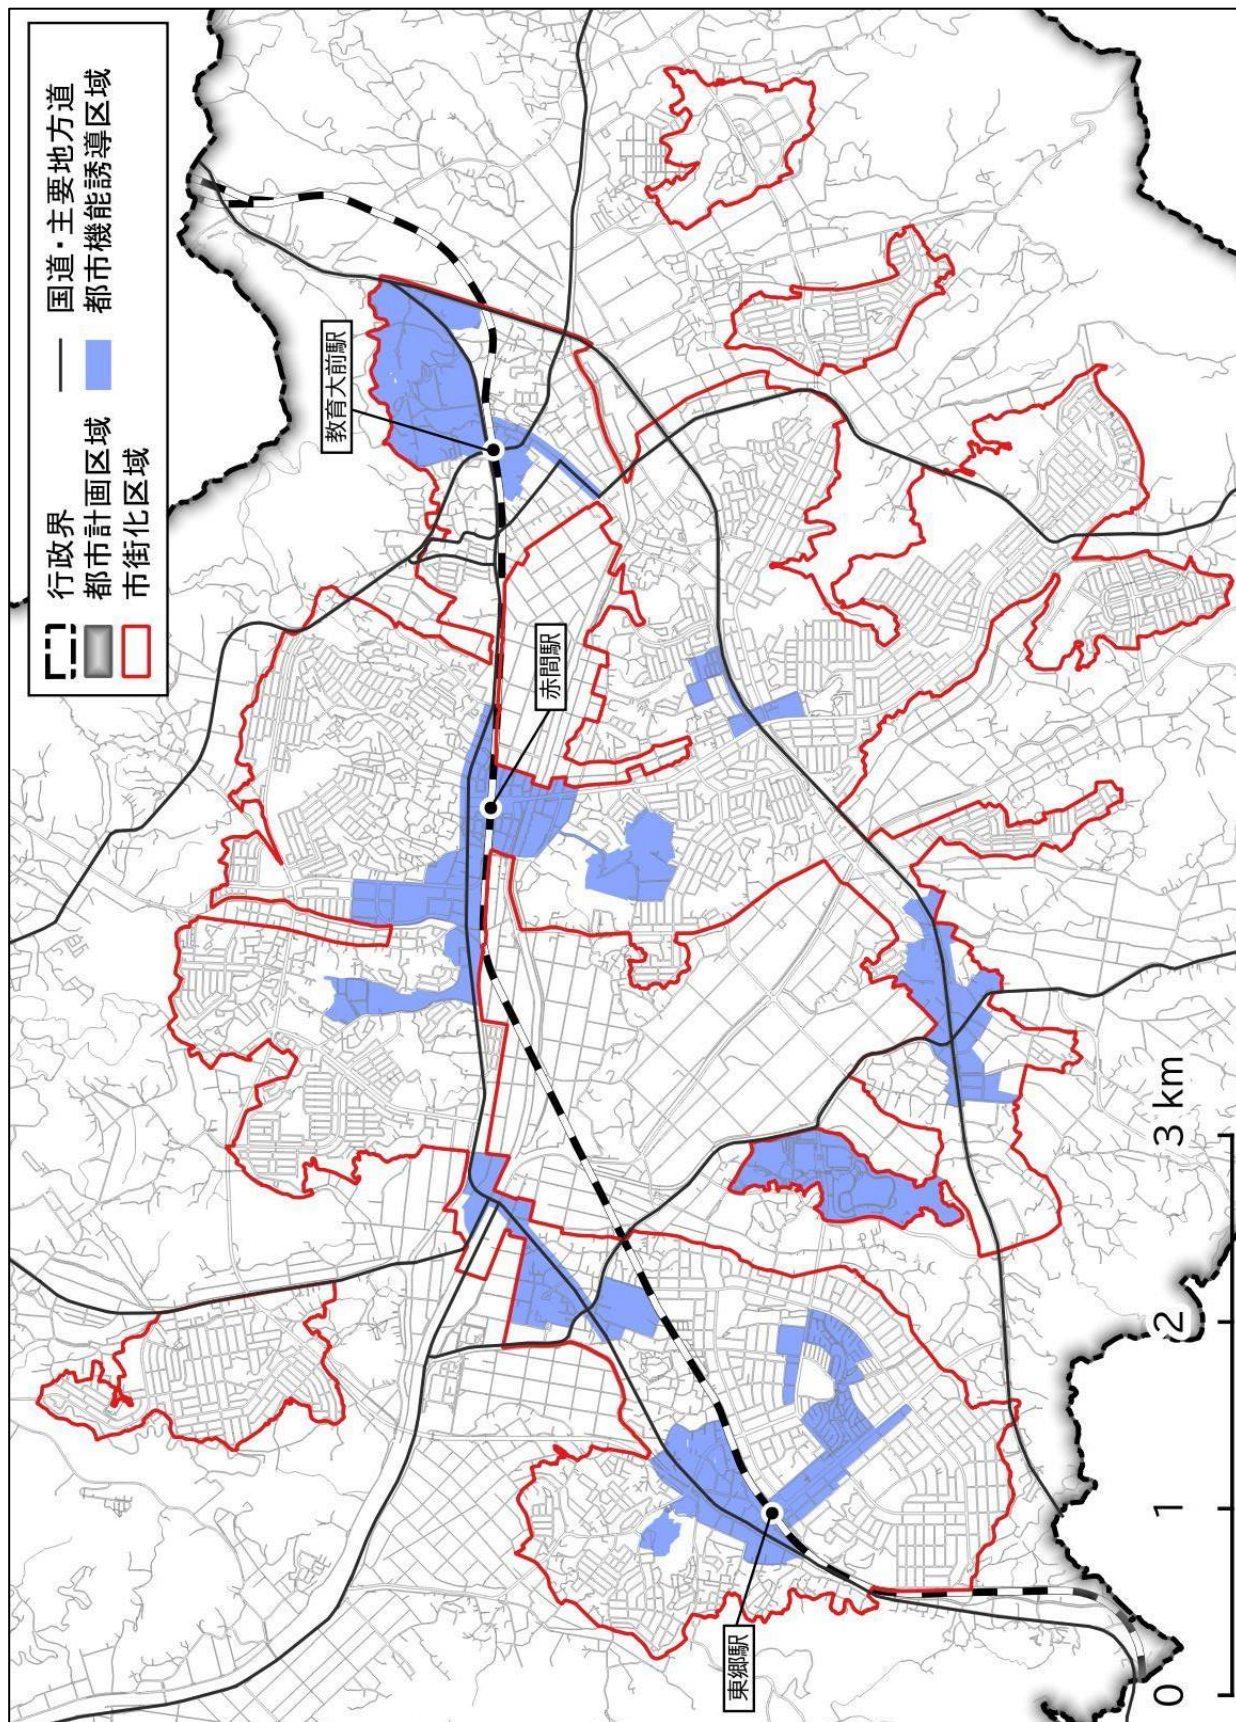 行政界
都市計画区域
市街化区域
国道・主要地方道
都市機能誘導区域
教育大前駅
赤間駅
東郷駅
0 1 2 3 km